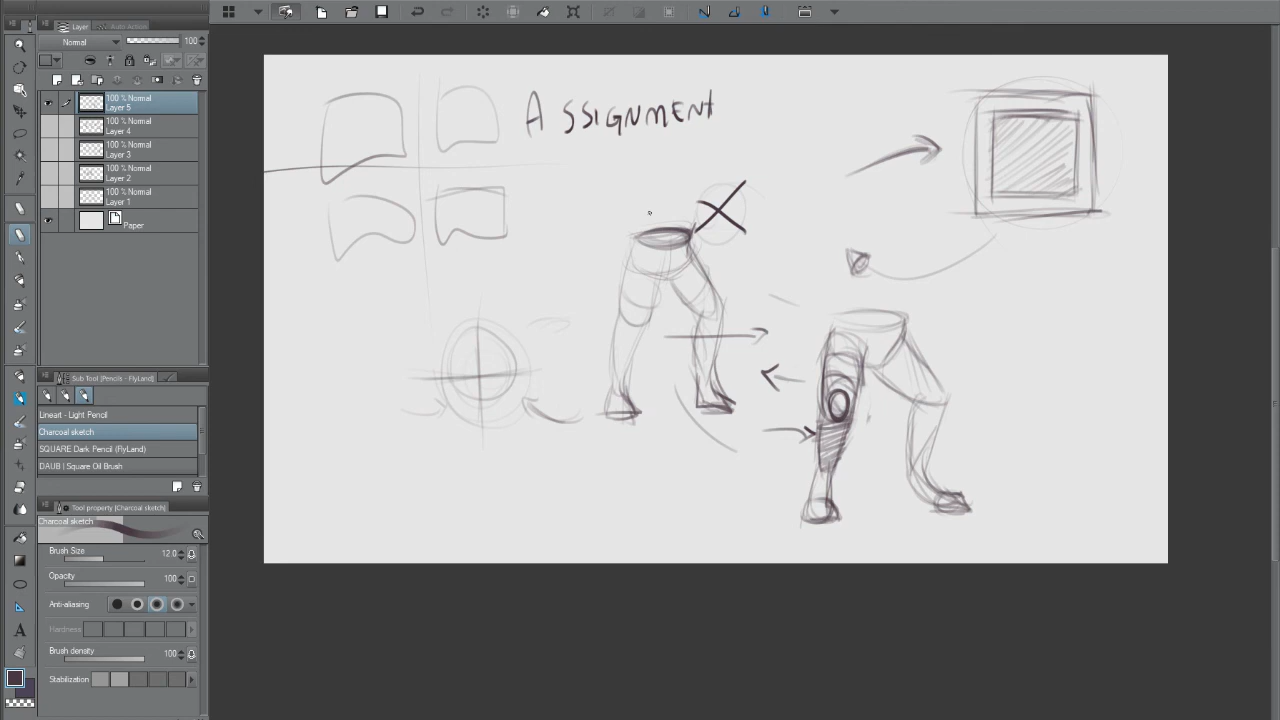 Layer
Auto Action
Normal
100
100 % Normal
Layer 5
100 % Normal
Layer 4
100 % Normal
Layer 3
100 % Normal
Layer 2
100 % Normal
Layer 1
Paper
ASSIGNMENT
Sub Tool [Pencils - FlyLand]
Lineart - Light Pencil
Charcoal sketch
SQUARE Dark Pencil (FlyLand)
DAUB | Square Oil Brush
Tool property [Charcoal sketch]
Charcoal sketch
Brush Size 12.0
Opacity 100
Anti-aliasing
Hardness
Brush density 100
Stabilization